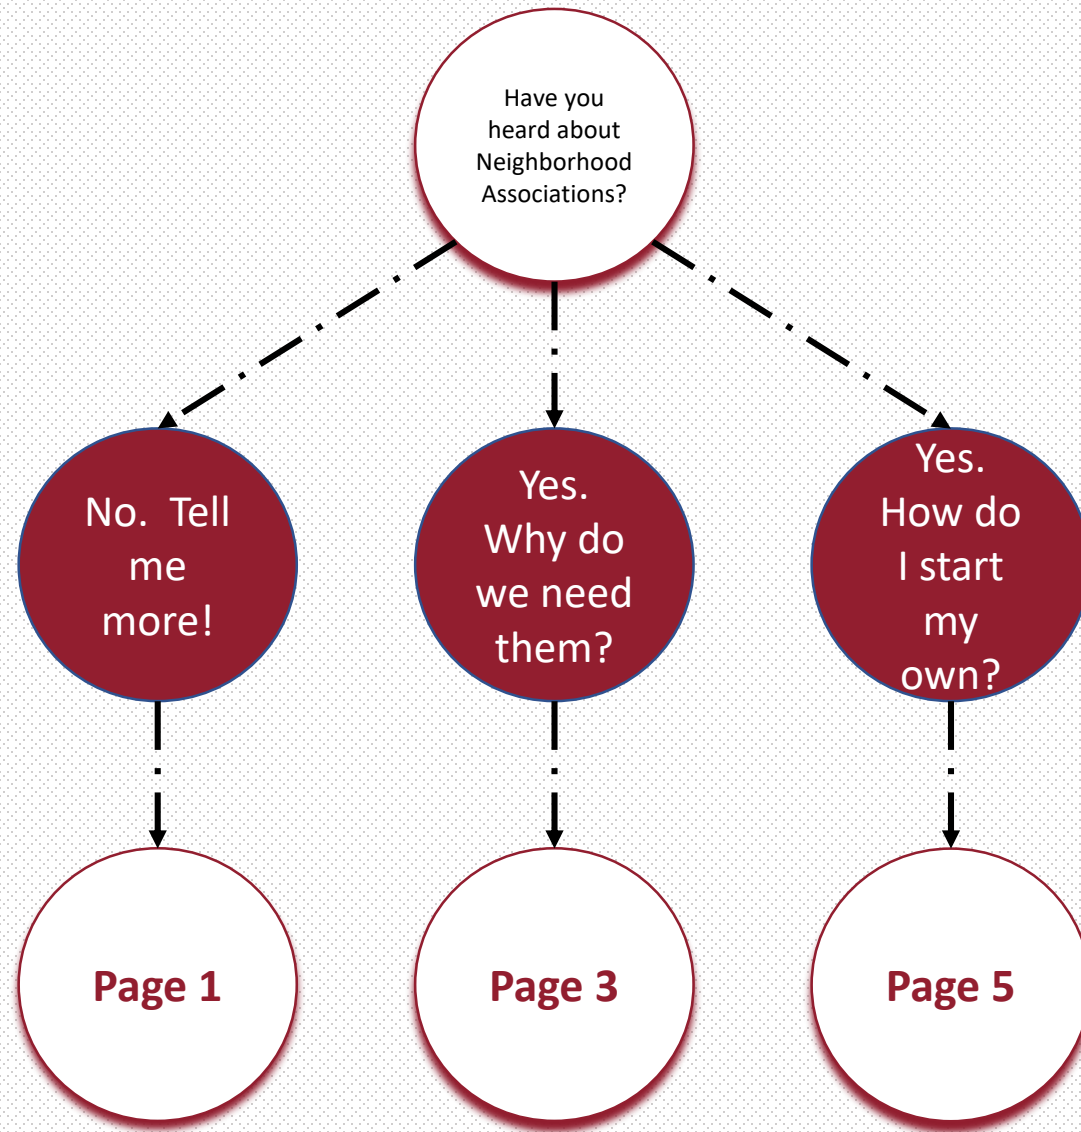 Have you
heard about
Neighborhood
Associations?
No.  Tell
me
more!
Yes.
Why do
we need
them?
Yes.
How do
I start
my
own?
Page 1
Page 3
Page 5